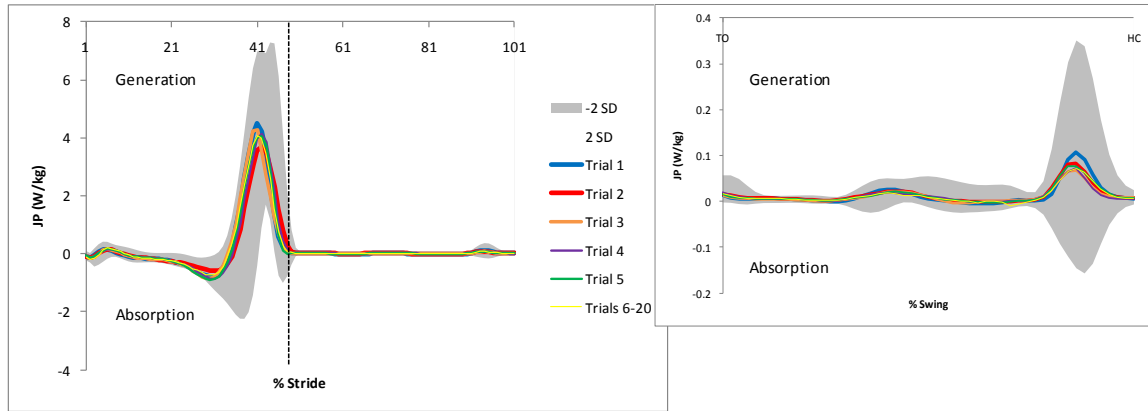 8
6
4
2
0
-2
-4
1
21
41
61
81
101
Generation
Absorption
JP (W/kg)
% Stride
-2 SD
2 SD
Trial 1
Trial 2
Trial 3
Trial 4
Trial 5
Trials 6-20
0.4
0.3
0.2
0.1
0
-0.1
-0.2
TO
HC
Generation
Absorption
JP (W/kg)
% Swing